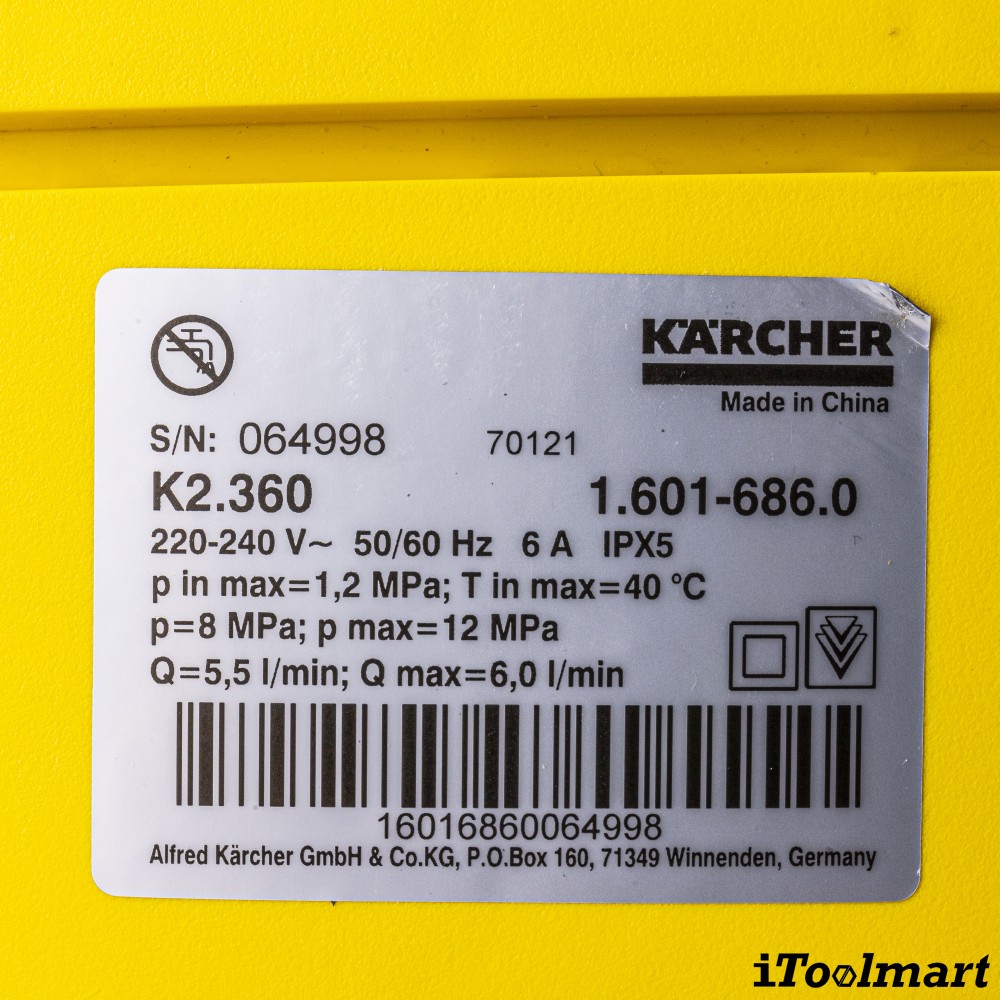 KÄRCHER
Made in China
S/N: 064998 70121
K2.360 1.601-686.0
220-240 V~ 50/60 Hz 6 A IPX5
p in max=1,2 MPa; T in max=40 °C
p=8 MPa; p max=12 MPa
Q=5,5 l/min; Q max=6,0 l/min
16016860064998
Alfred Kärcher GmbH & Co.KG, P.O.Box 160, 71349 Winnenden, Germany
iToolmart